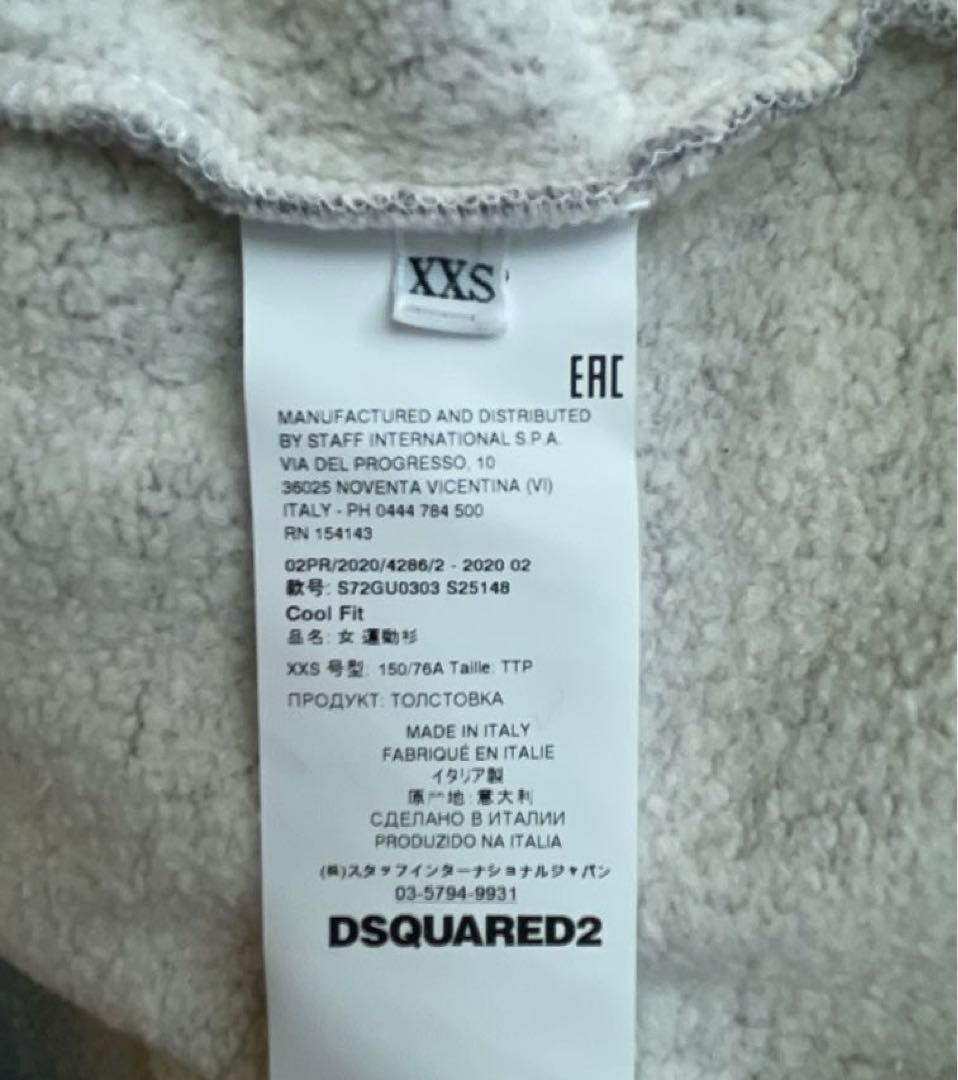 XXS
EAC
MANUFACTURED AND DISTRIBUTED
BY STAFF INTERNATIONAL S.P.A.
VIA DEL PROGRESSO, 10
36025 NOVENTA VICENTINA (VI)
ITALY - PH 0444 784 500
RN 154143
02PR/2020/4286/2 - 2020 02
款号: S72GU0303 S25148
Cool Fit
品名: 女 運動衫
XXS 号型: 150/76A Taille: TTP
ПРОДУКТ: ТОЛСТОВКА
MADE IN ITALY
FABRIQUÉ EN ITALIE
イタリア製
原产地: 意大利
СДЕЛАНО В ИТАЛИИ
PRODUZIDO NA ITALIA
(株)スタッフインターナショナルジャパン
03-5794-9931
DSQUARED2